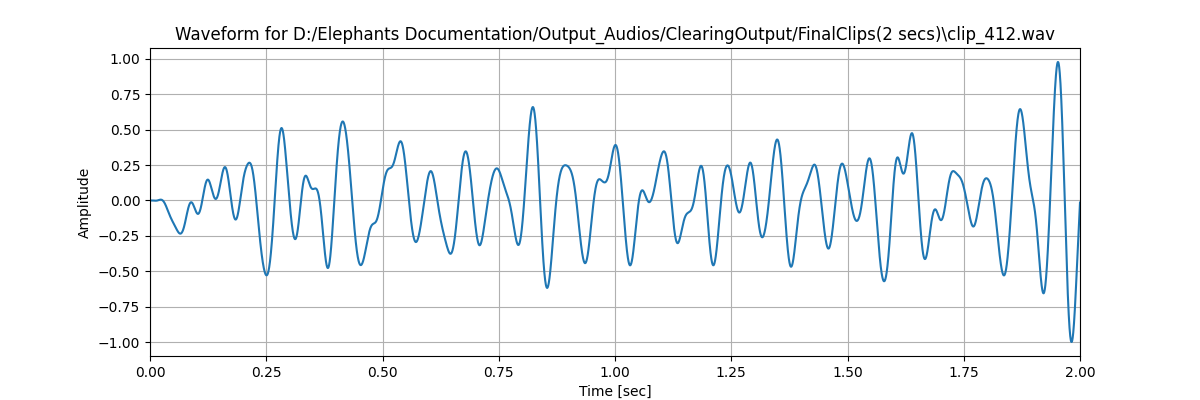 Waveform for D:/Elephants Documentation/Output_Audios/ClearingOutput/FinalClips(2 secs)\clip_412.wav
1.00
0.75
0.50
0.25
0.00
−0.25
−0.50
−0.75
−1.00
Amplitude
0.00 0.25 0.50 0.75 1.00 1.25 1.50 1.75 2.00
Time [sec]